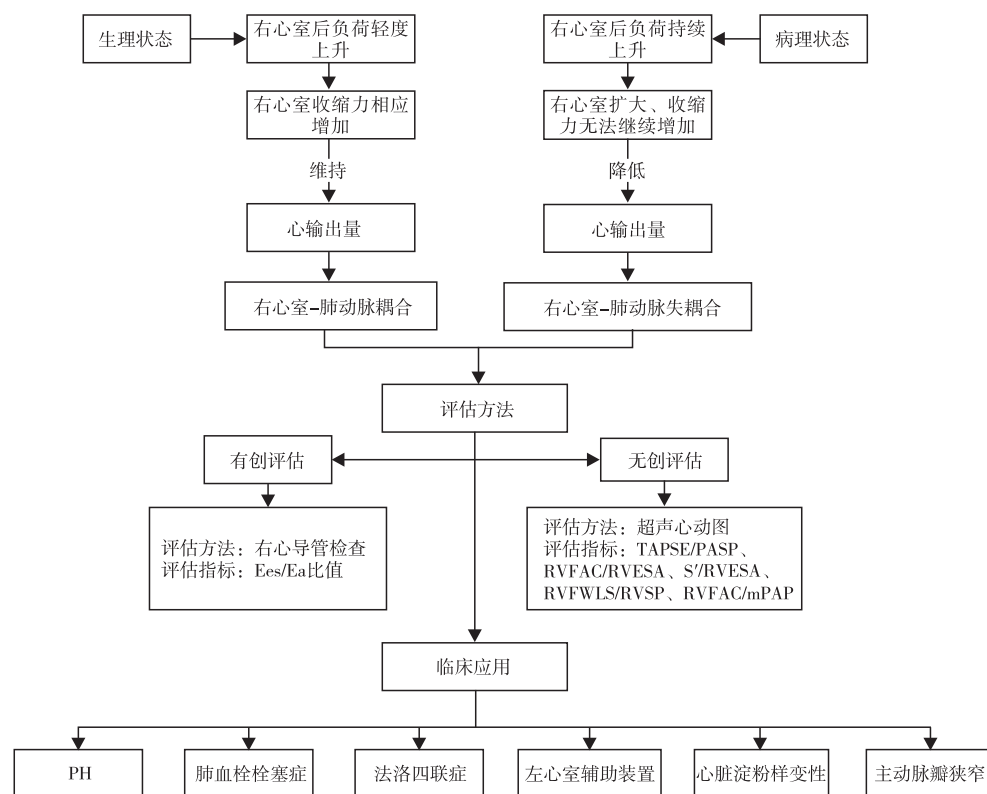 生理状态
右心室后负荷轻度
上升
右心室后负荷持续
上升
病理状态
右心室收缩力相应
增加
右心室扩大、收缩
力无法继续增加
维持
降低
心输出量
心输出量
右心室-肺动脉耦合
右心室-肺动脉失耦合
评估方法
有创评估
无创评估
评估方法：右心导管检查
评估指标：Ees/Ea比值
评估方法：超声心动图
评估指标：TAPSE/PASP、
RVFAC/RVESA、S′/RVESA、
RVFWLS/RVSP、RVFAC/mPAP
临床应用
PH
肺血栓栓塞症
法洛四联症
左心室辅助装置
心脏淀粉样变性
主动脉瓣狭窄